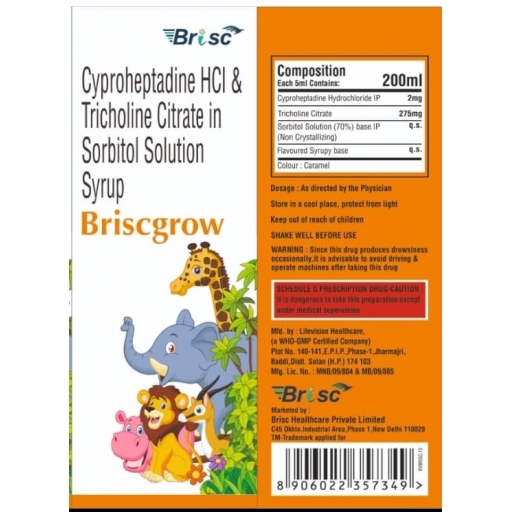 Brisc
Cyproheptadine HCl &
Tricholine Citrate in
Sorbitol Solution
Syrup
Briscgrow
Composition
Each 5ml Contains: 200ml
Cyproheptadine Hydrochloride IP 2mg
Tricholine Citrate 275mg
Sorbitol Solution (70%) base IP q.s.
(Non Crystallizing)
Flavoured Syrupy base q.s.
Colour : Caramel
Dosage : As directed by the Physician
Store in a cool place, protect from light
Keep out of reach of children
SHAKE WELL BEFORE USE
WARNING : Since this drug produces drowsiness
occasionally.It is advisable to avoid driving &
operate machines after taking this drug
SCHEDULE G PRESCRIPTION DRUG-CAUTION :
It is dangerous to take this preparation except
under medical supervision
Mfd. by : Lifevision Healthcare,
(a WHO-GMP Certified Company)
Plot No. 140-141,E.P.I.P.,Phase-1,Jharmajri,
Baddi,Distt. Solan (H.P.) 174 103
Mfg. Lic. No. : MNB/09/804 & MB/09/805
Brisc
Marketed by :
Brisc Healthcare Private Limited
C45 Okhla,Industrial Area,Phase 1,New Delhi 110020
TM-Trademark applied for
8906022357349 >